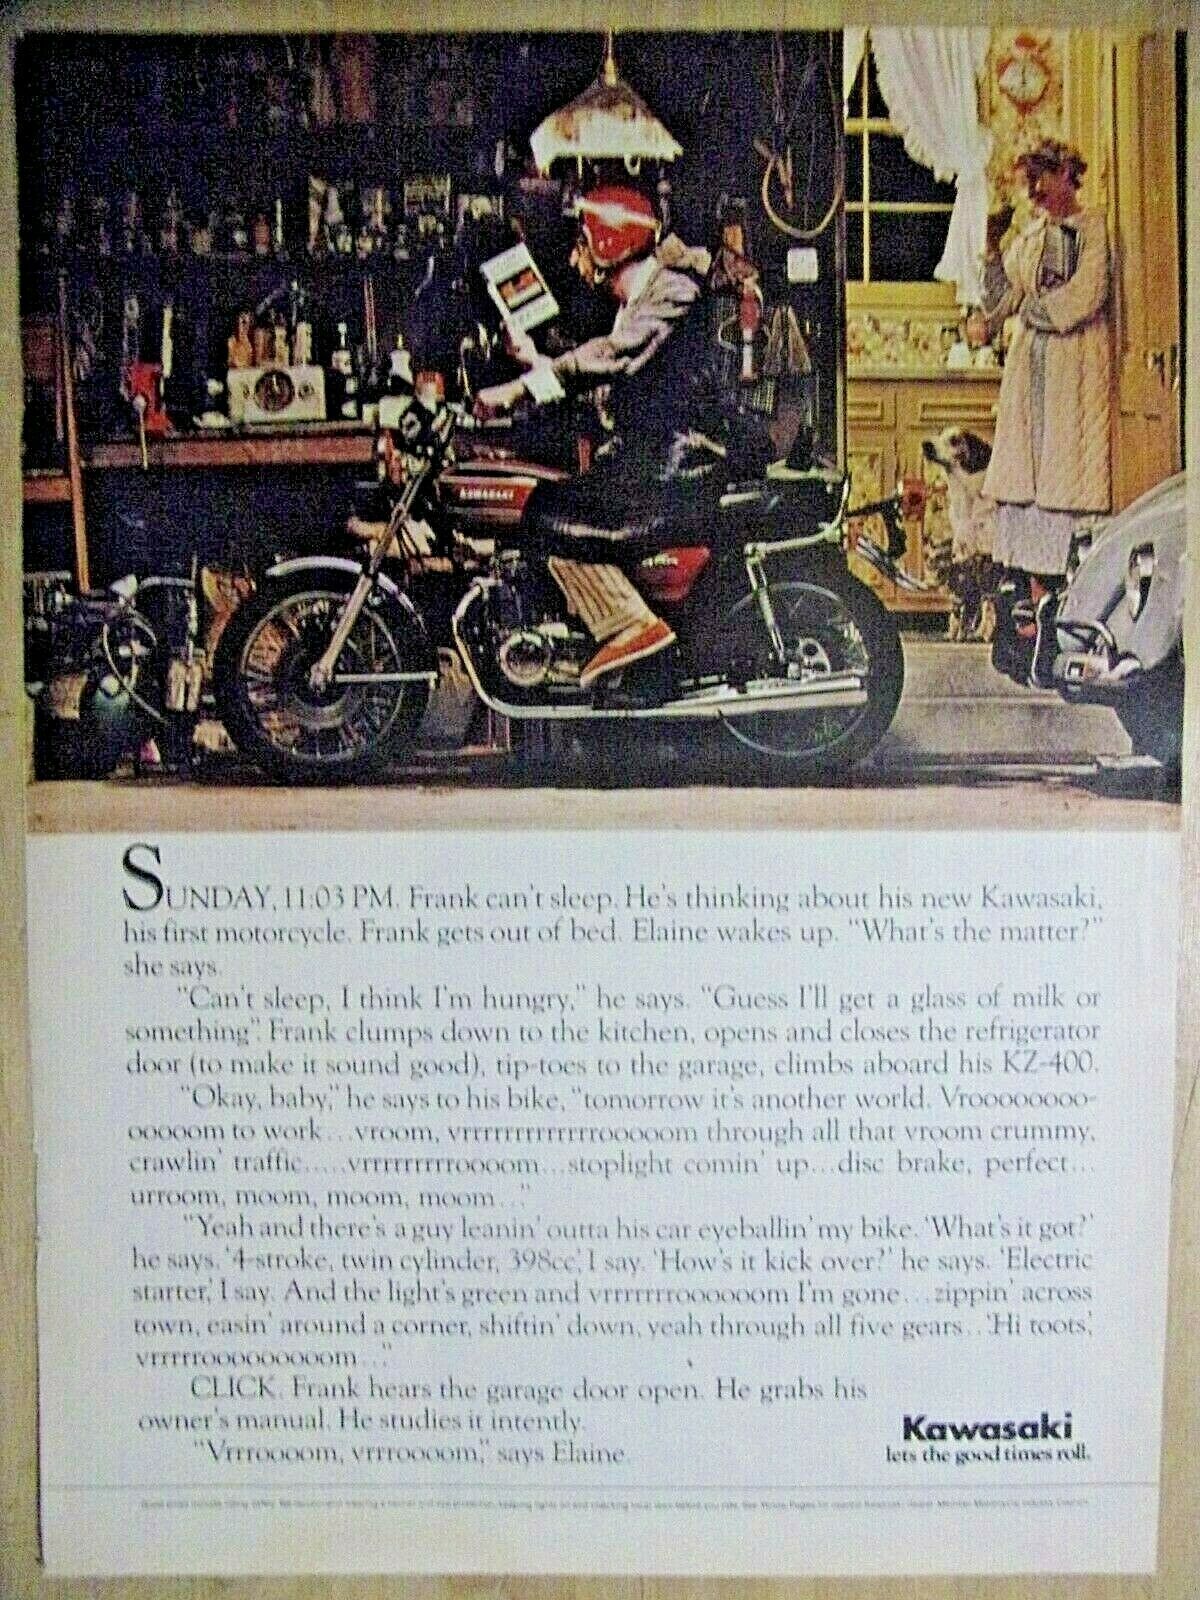 KAWASAKI
SUNDAY, 11:03 PM. Frank can't sleep. He's thinking about his new Kawasaki,
his first motorcycle. Frank gets out of bed. Elaine wakes up. "What's the matter?"
she says.
"Can't sleep, I think I'm hungry," he says. "Guess I'll get a glass of milk or
something". Frank clumps down to the kitchen, opens and closes the refrigerator
door (to make it sound good), tip-toes to the garage, climbs aboard his KZ-400.
"Okay, baby," he says to his bike, "tomorrow it's another world. Vroooooooo-
ooooom to work...vroom, vrrrrrrrrrrrrrooooom through all that vroom crummy,
crawlin' traffic.....vrrrrrrrrroooom...stoplight comin' up...disc brake, perfect...
urroom, moom, moom, moom..."
"Yeah and there's a guy leanin' outta his car eyeballin' my bike. 'What's it got?'
he says. '4-stroke, twin cylinder, 398cc,' I say. 'How's it kick over?' he says. 'Electric
starter,' I say. And the light's green and vrrrrrrroooooom I'm gone...zippin' across
town, easin' around a corner, shiftin' down, yeah through all five gears...'Hi toots,'
vrrrrrooooooooom..."
CLICK. Frank hears the garage door open. He grabs his
owner's manual. He studies it intently.
"Vrrroooom, vrrroooom," says Elaine.
Kawasaki
lets the good times roll.